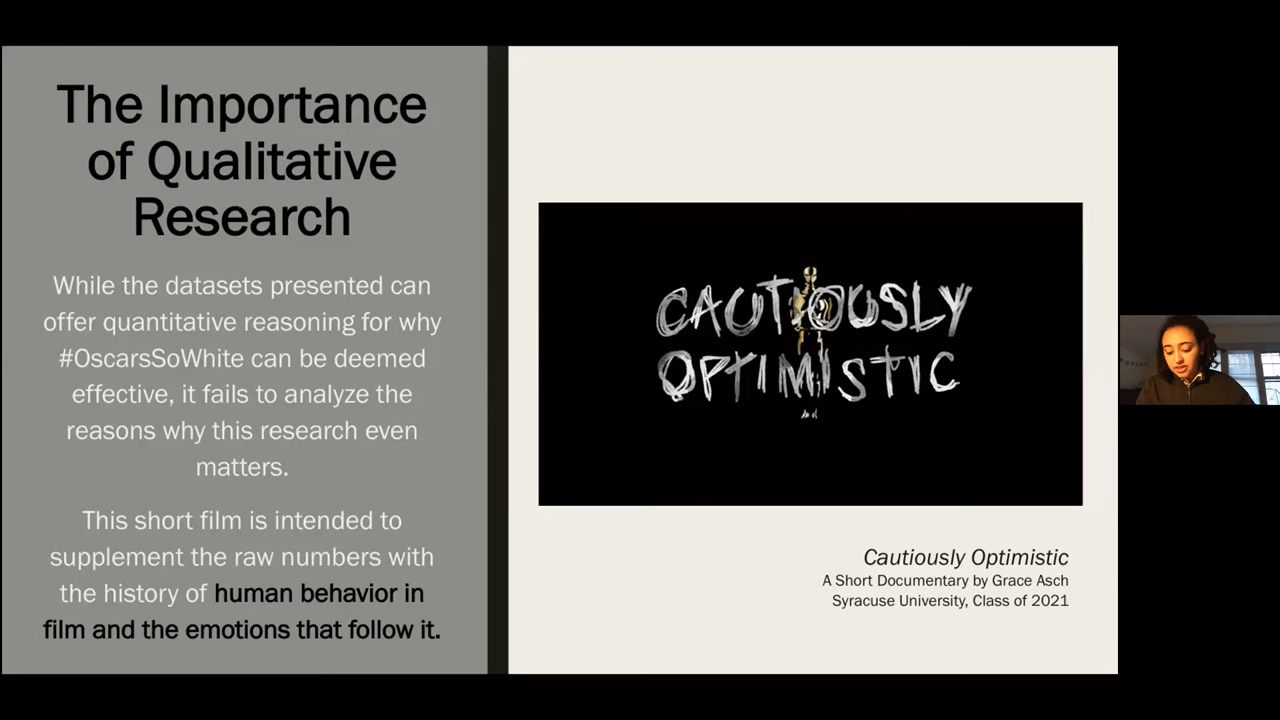 The Importance
of Qualitative
Research
While the datasets presented can
offer quantitative reasoning for why
#OscarsSoWhite can be deemed
effective, it fails to analyze the
reasons why this research even
matters.
This short film is intended to
supplement the raw numbers with
the history of human behavior in
film and the emotions that follow it.
CAUTIOUSLY
OPTIMISTIC
Cautiously Optimistic
A Short Documentary by Grace Asch
Syracuse University, Class of 2021